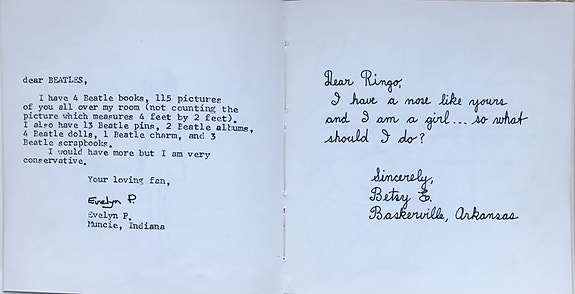 dear BEATLES,
I have 4 Beatle books, 115 pictures
of you all over my room (not counting the
picture which measures 4 feet by 2 feet).
I also have 13 Beatle pins, 2 Beatle albums,
4 Beatle dolls, 1 Beatle charm, and 3
Beatle scrapbooks.
I would have more but I am very
conservative.
Your loving fan,
Evelyn P.
Evelyn P.
Muncie, Indiana
Dear Ringo,
I have a nose like yours
and I am a girl... so what
should I do?
Sincerely,
Betsy E.
Baskerville, Arkansas